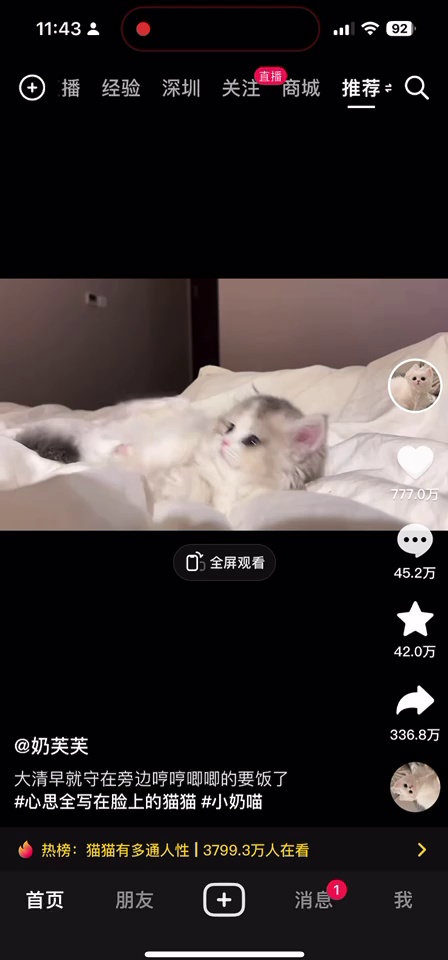 11:43
92
播 经验 深圳 关注 直播 商城 推荐
777.0万
全屏观看
45.2万
42.0万
336.8万
@奶芙芙
大清早就守在旁边哼哼唧唧的要饭了
#心思全写在脸上的猫猫 #小奶喵
热榜：猫猫有多通人性 | 3799.3万人在看
首页 朋友 消息 1 我